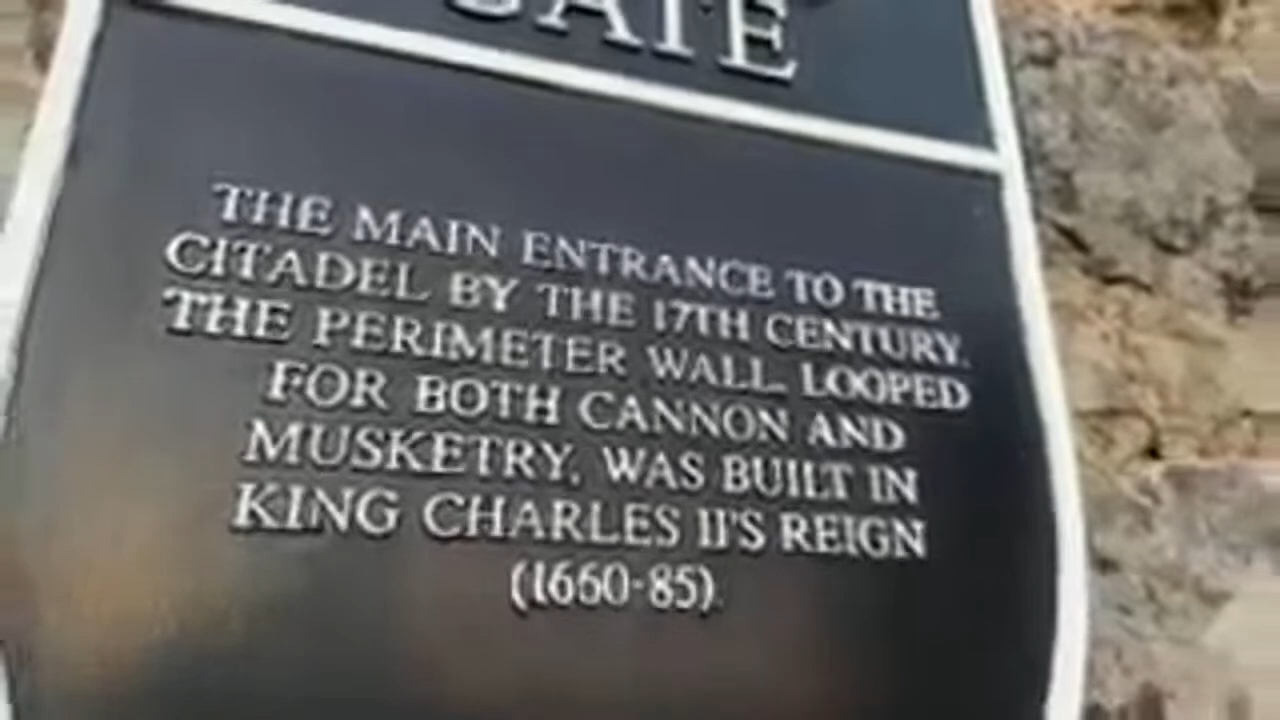 GATE
THE MAIN ENTRANCE TO THE
CITADEL BY THE 17TH CENTURY.
THE PERIMETER WALL, LOOPED
FOR BOTH CANNON AND
MUSKETRY, WAS BUILT IN
KING CHARLES II'S REIGN
(1660-85).